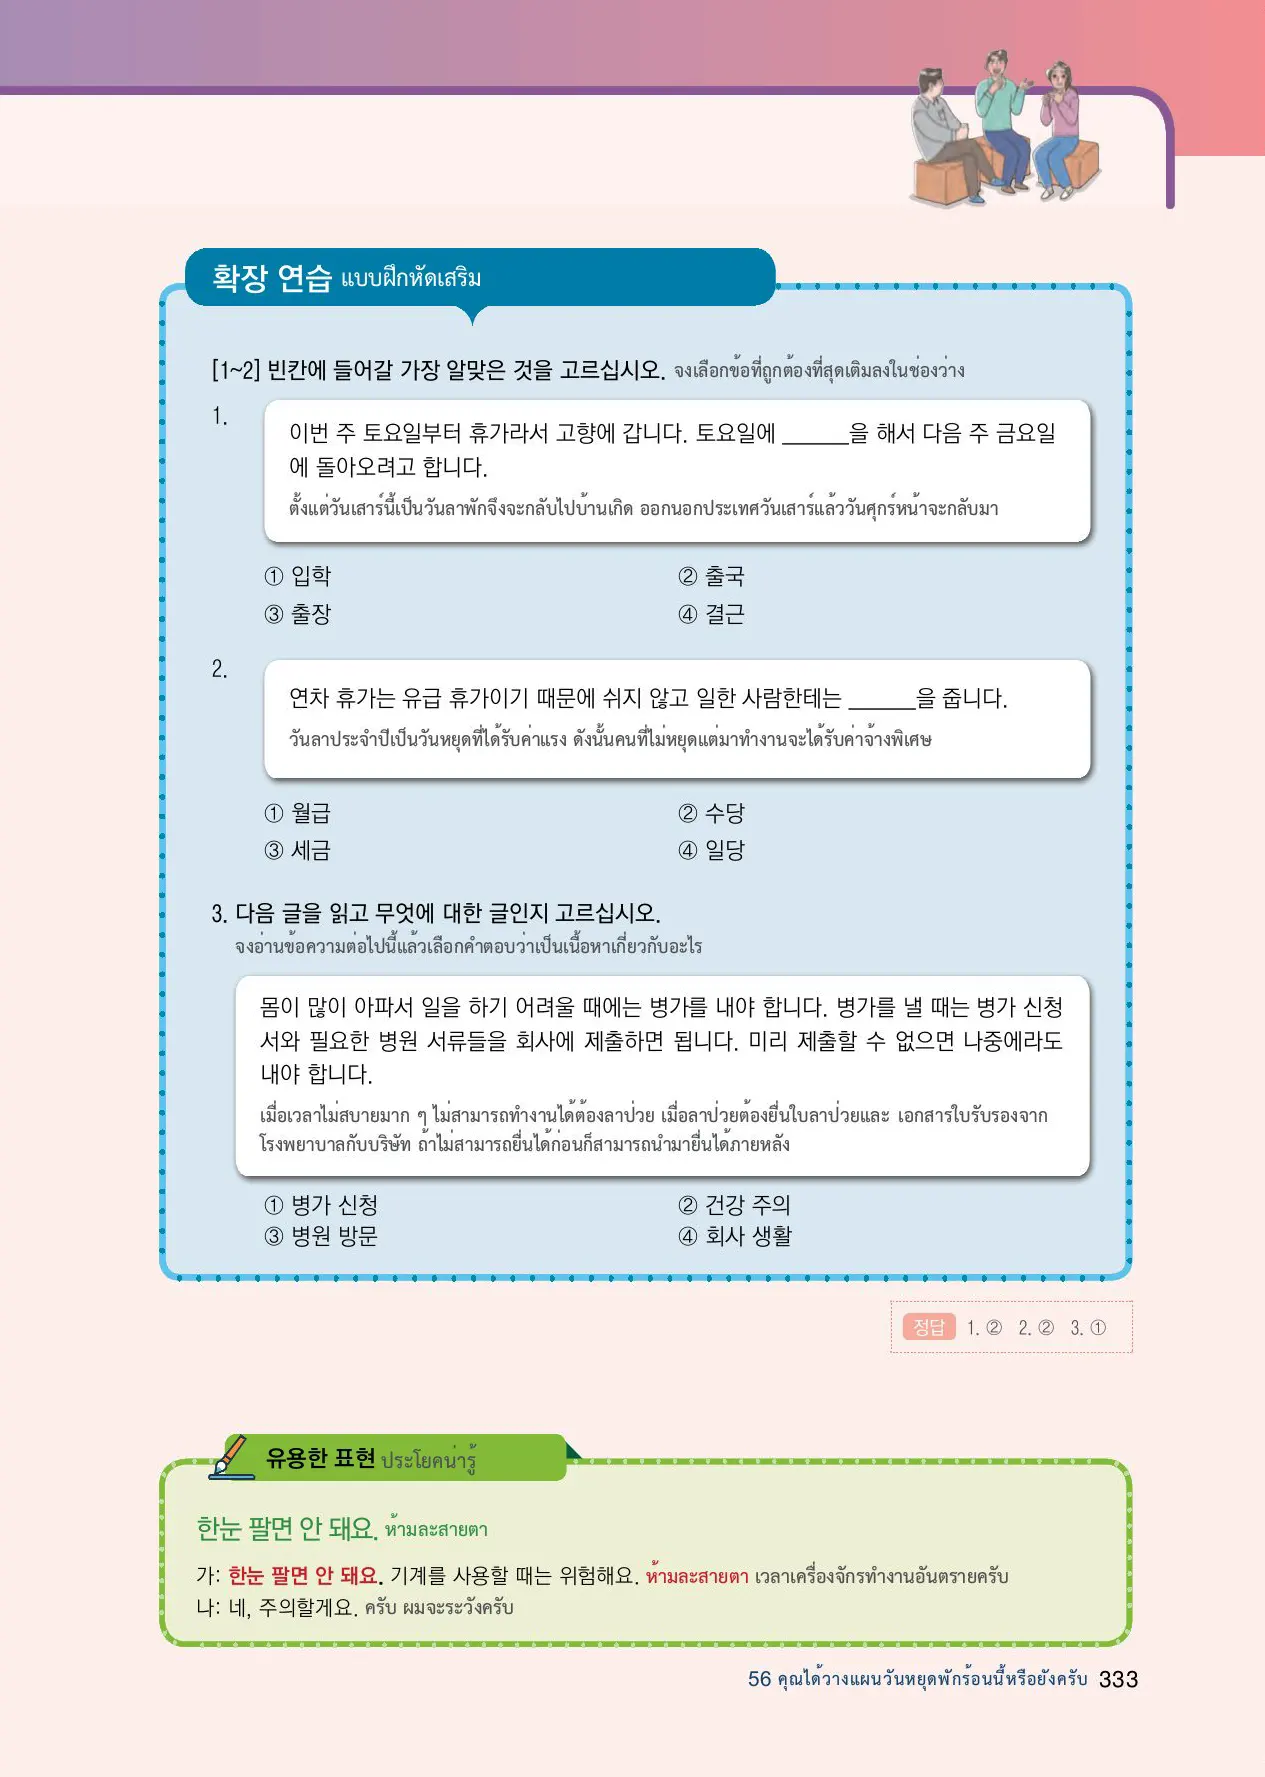 확장 연습 แบบฝึกหัดเสริม
[1~2] 빈칸에 들어갈 가장 알맞은 것을 고르십시오. จงเลือกข้อที่ถูกต้องที่สุดเติมลงในช่องว่าง
1.
이번 주 토요일부터 휴가라서 고향에 갑니다. 토요일에 ______을 해서 다음 주 금요일
에 돌아오려고 합니다.
ตั้งแต่วันเสาร์นี้เป็นวันลาพักจึงจะกลับไปบ้านเกิด ออกนอกประเทศวันเสาร์แล้ววันศุกร์หน้าจะกลับมา
① 입학 ② 출국
③ 출장 ④ 결근
2.
연차 휴가는 유급 휴가이기 때문에 쉬지 않고 일한 사람한테는 ______을 줍니다.
วันลาประจำปีเป็นวันหยุดที่ได้รับค่าแรง ดังนั้นคนที่ไม่หยุดแต่มาทำงานจะได้รับค่าจ้างพิเศษ
① 월급 ② 수당
③ 세금 ④ 일당
3. 다음 글을 읽고 무엇에 대한 글인지 고르십시오.
จงอ่านข้อความต่อไปนี้แล้วเลือกคำตอบว่าเป็นเนื้อหาเกี่ยวกับอะไร
몸이 많이 아파서 일을 하기 어려울 때에는 병가를 내야 합니다. 병가를 낼 때는 병가 신청
서와 필요한 병원 서류들을 회사에 제출하면 됩니다. 미리 제출할 수 없으면 나중에라도
내야 합니다.
เมื่อเวลาไม่สบายมาก ๆ ไม่สามารถทำงานได้ต้องลาป่วย เมื่อลาป่วยต้องยื่นใบลาป่วยและ เอกสารใบรับรองจาก
โรงพยาบาลกับบริษัท ถ้าไม่สามารถยื่นได้ก่อนก็สามารถนำมายื่นได้ภายหลัง
① 병가 신청 ② 건강 주의
③ 병원 방문 ④ 회사 생활
정답 1. ② 2. ② 3. ①
유용한 표현 ประโยคน่ารู้
한눈 팔면 안 돼요. ห้ามละสายตา
가: 한눈 팔면 안 돼요. 기계를 사용할 때는 위험해요. ห้ามละสายตา เวลาเครื่องจักรทำงานอันตรายครับ
나: 네, 주의할게요. ครับ ผมจะระวังครับ
56 คุณได้วางแผนวันหยุดพักร้อนนี้หรือยังครับ 333